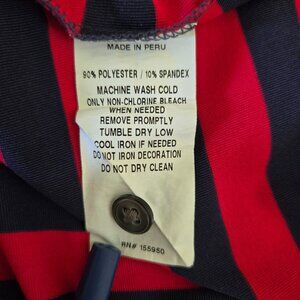 MADE IN PERU
90% POLYESTER / 10% SPANDEX
MACHINE WASH COLD
ONLY NON-CHLORINE BLEACH
WHEN NEEDED
REMOVE PROMPTLY
TUMBLE DRY LOW
COOL IRON IF NEEDED
DO NOT IRON DECORATION
DO NOT DRY CLEAN
RN# 155950